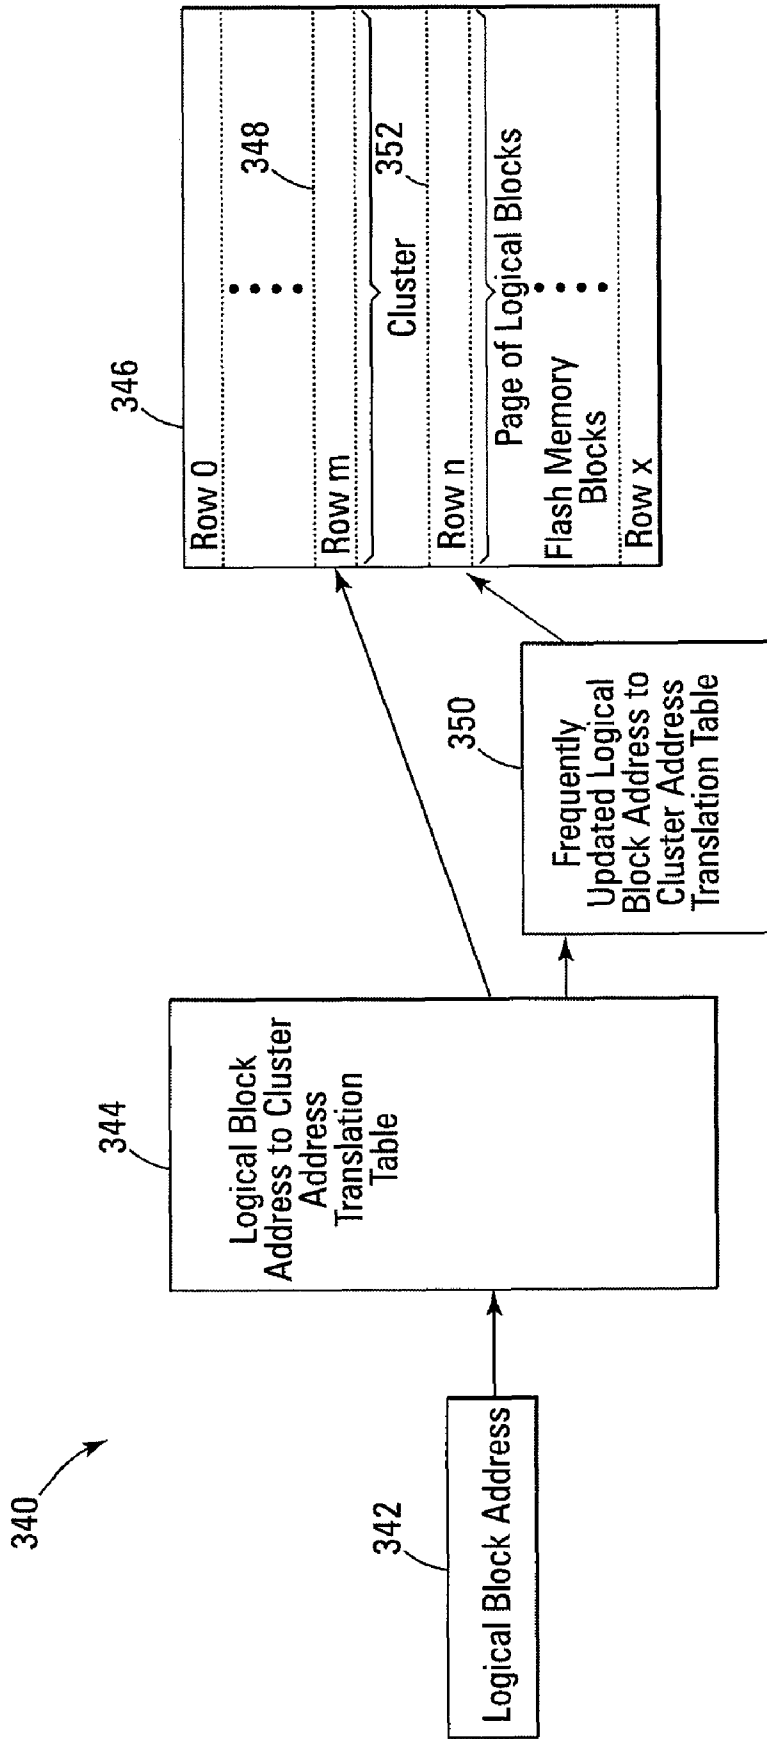 340
342
Logical Block Address
344
Logical Block
Address to Cluster
Address
Translation
Table
350
Frequently
Updated Logical
Block Address to
Cluster Address
Translation Table
346
Row 0
348
Row m
Cluster
352
Row n
Page of Logical Blocks
Flash Memory
Blocks
Row x